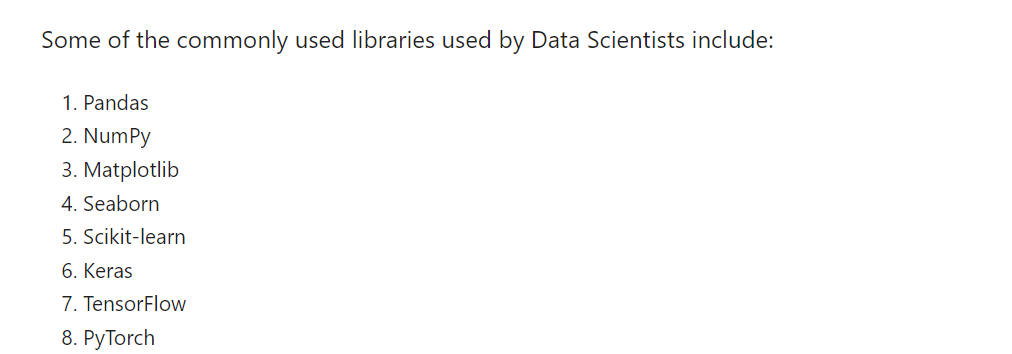 Some of the commonly used libraries used by Data Scientists include:
1. Pandas
2. NumPy
3. Matplotlib
4. Seaborn
5. Scikit-learn
6. Keras
7. TensorFlow
8. PyTorch